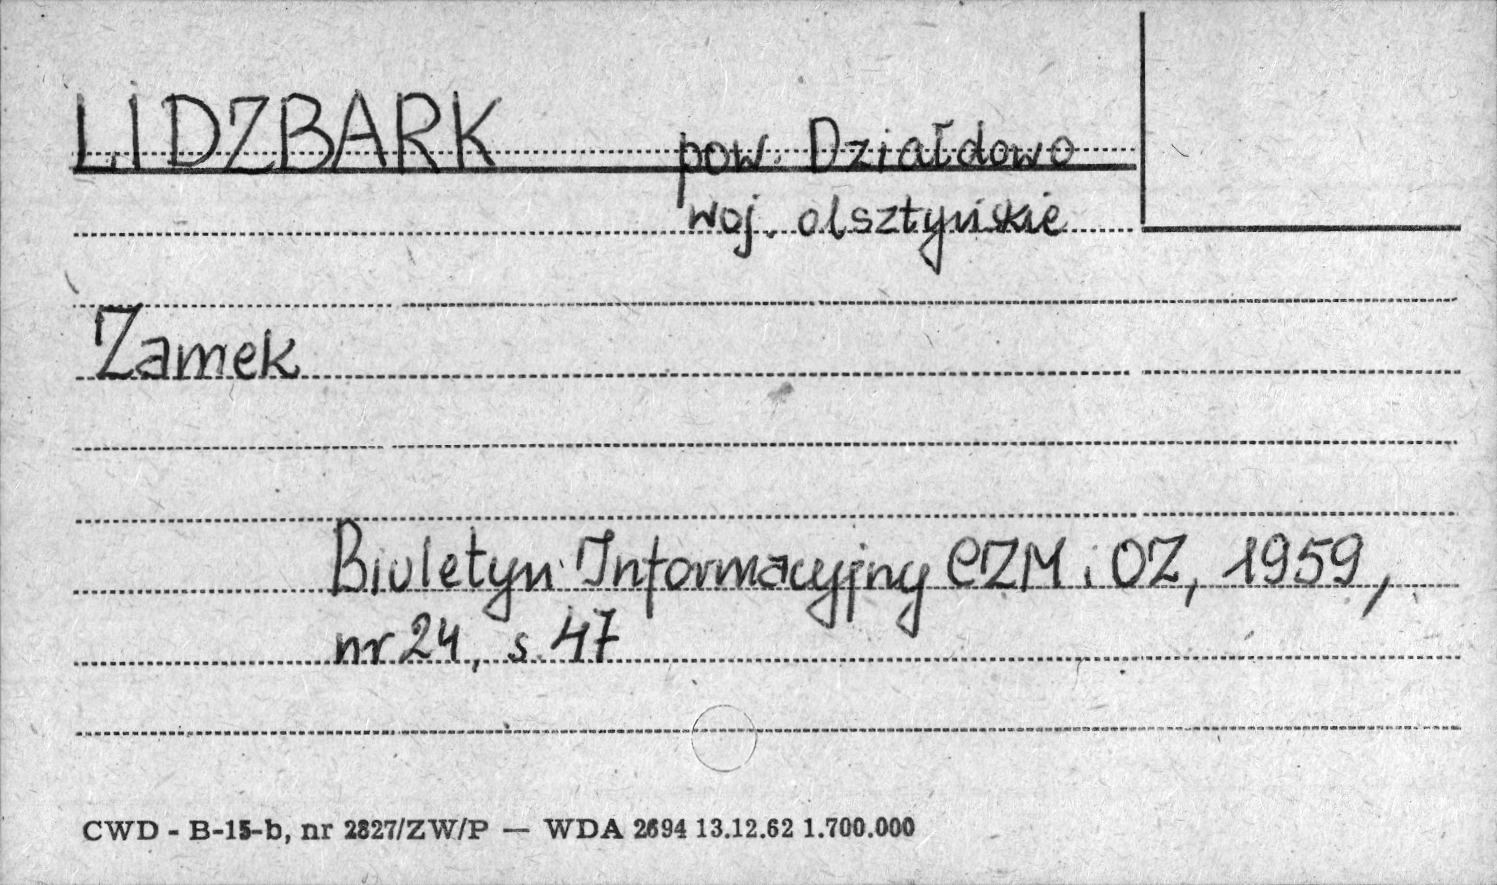 LIDZBARK pow. Działdowo
woj. olsztyńskie
Zamek
Biuletyn Informacyjny CZM i OZ, 1959,
nr 24, s. 47
CWD - B-15-b, nr 2827/ZW/P — WDA 2694 13.12.62 1.700.000